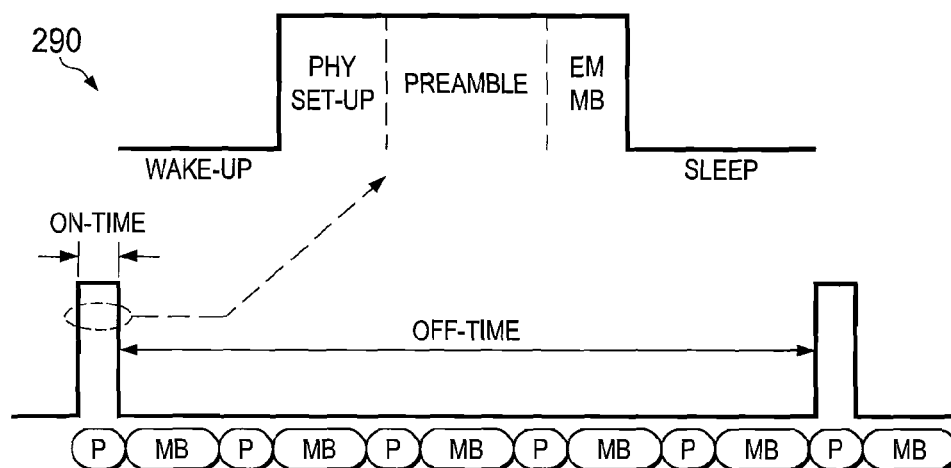 290
PHY
SET-UP
PREAMBLE
EM
MB
WAKE-UP
SLEEP
ON-TIME
OFF-TIME
P MB P MB P MB P MB P MB P MB